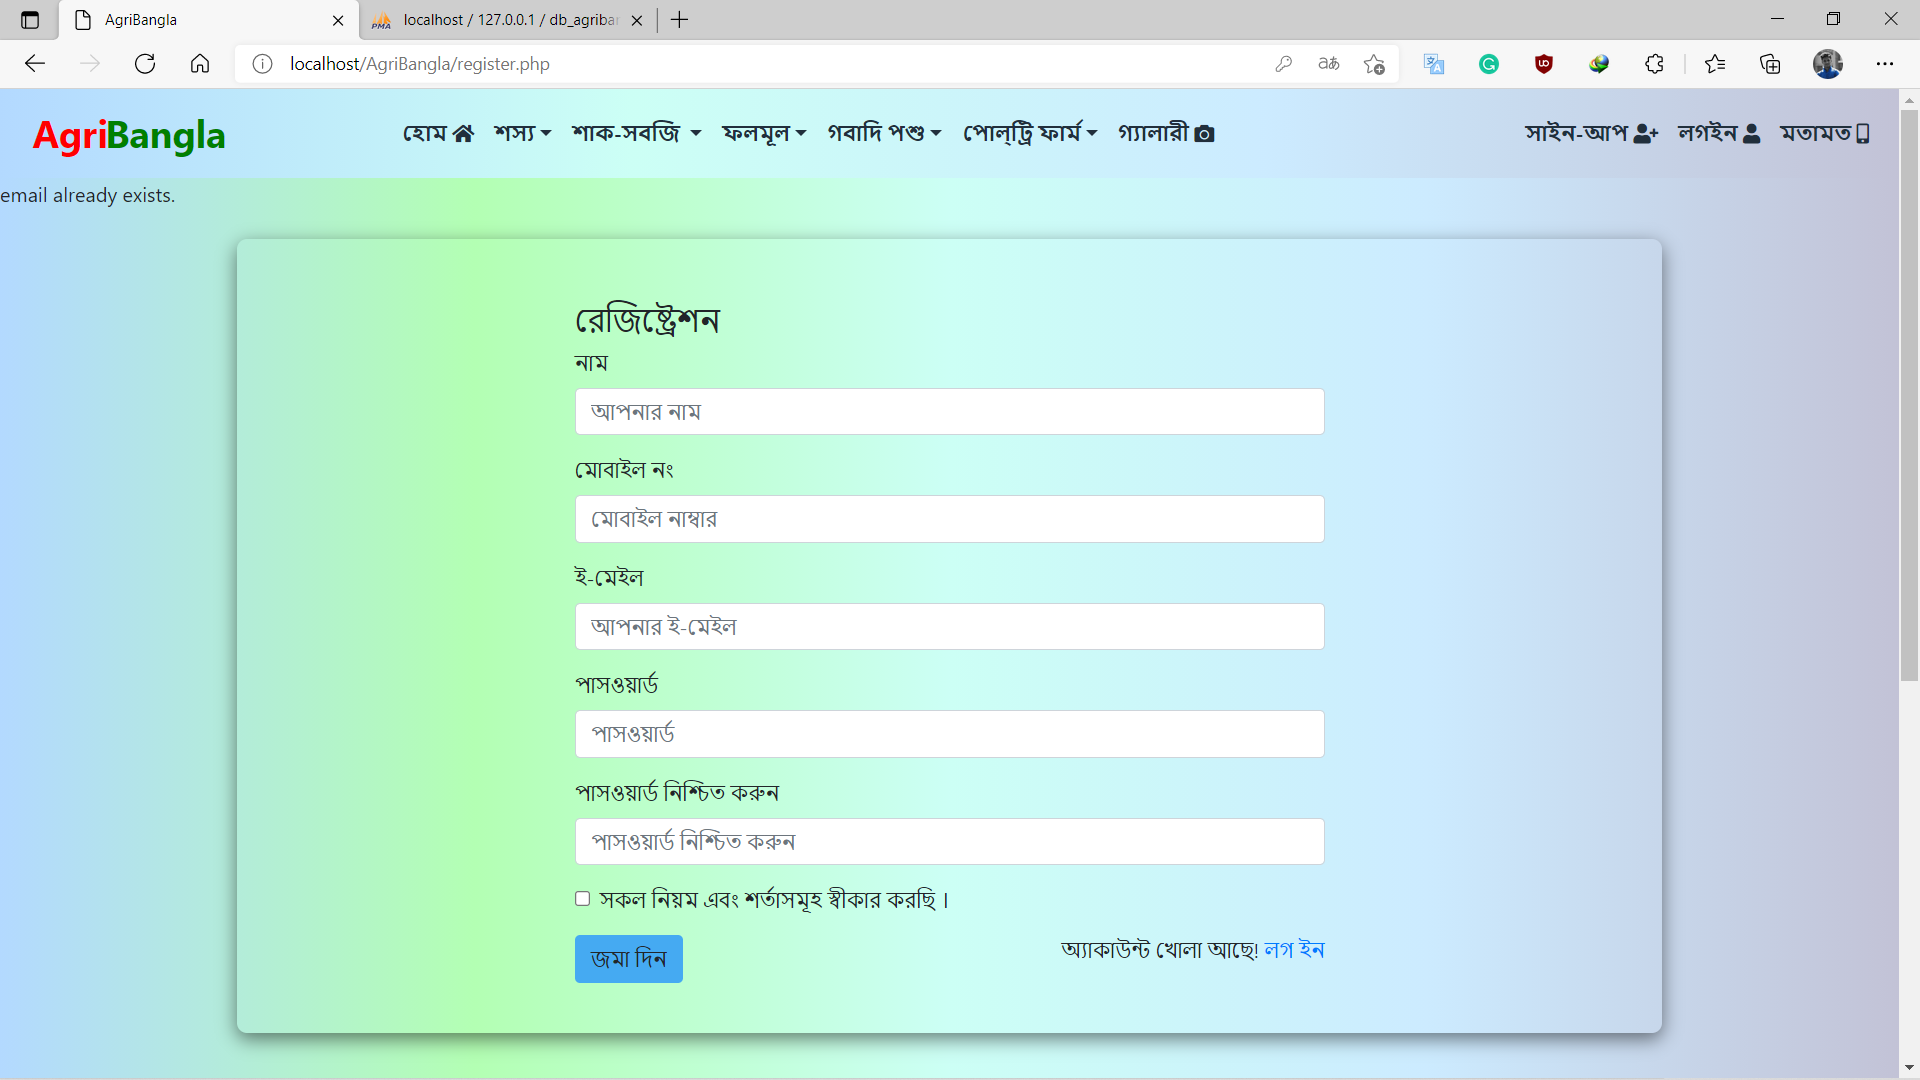 AgriBangla
localhost / 127.0.0.1 / db_agriba
localhost/AgriBangla/register.php
AgriBangla
হোম
শস্য
শাক-সবজি
ফলমূল
গবাদি পশু
পোল্ট্রি ফার্ম
গ্যালারী
সাইন-আপ
লগইন
মতামত
email already exists.
রেজিষ্ট্রেশন
নাম
আপনার নাম
মোবাইল নং
মোবাইল নাম্বার
ই-মেইল
আপনার ই-মেইল
পাসওয়ার্ড
পাসওয়ার্ড
পাসওয়ার্ড নিশ্চিত করুন
পাসওয়ার্ড নিশ্চিত করুন
সকল নিয়ম এবং শর্তাসমূহ স্বীকার করছি ।
জমা দিন
অ্যাকাউন্ট খোলা আছে! লগ ইন